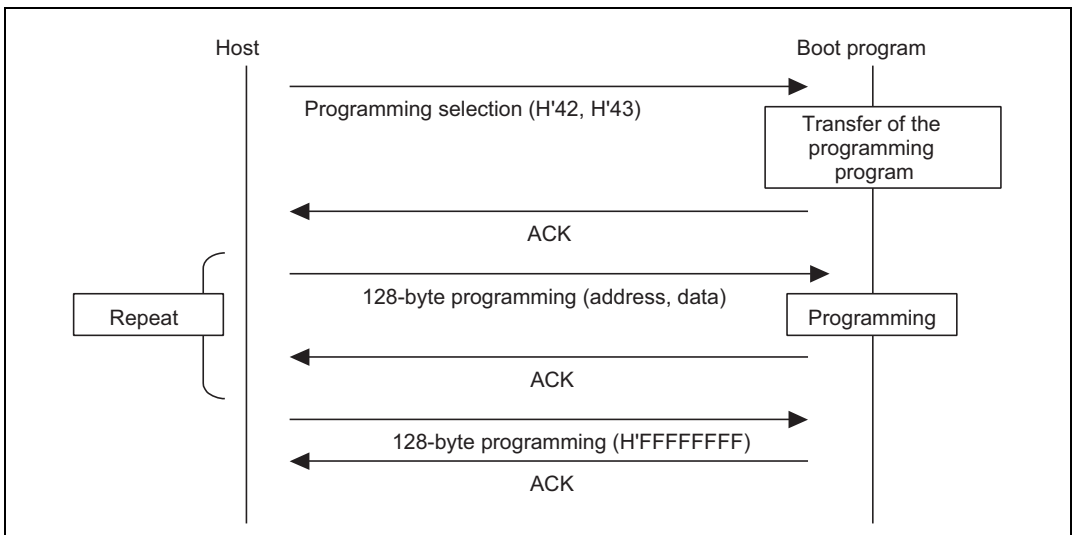 Host
Boot program
Programming selection (H'42, H'43)
Transfer of the
programming
program
ACK
128-byte programming (address, data)
Repeat
Programming
ACK
128-byte programming (H'FFFFFFFF)
ACK